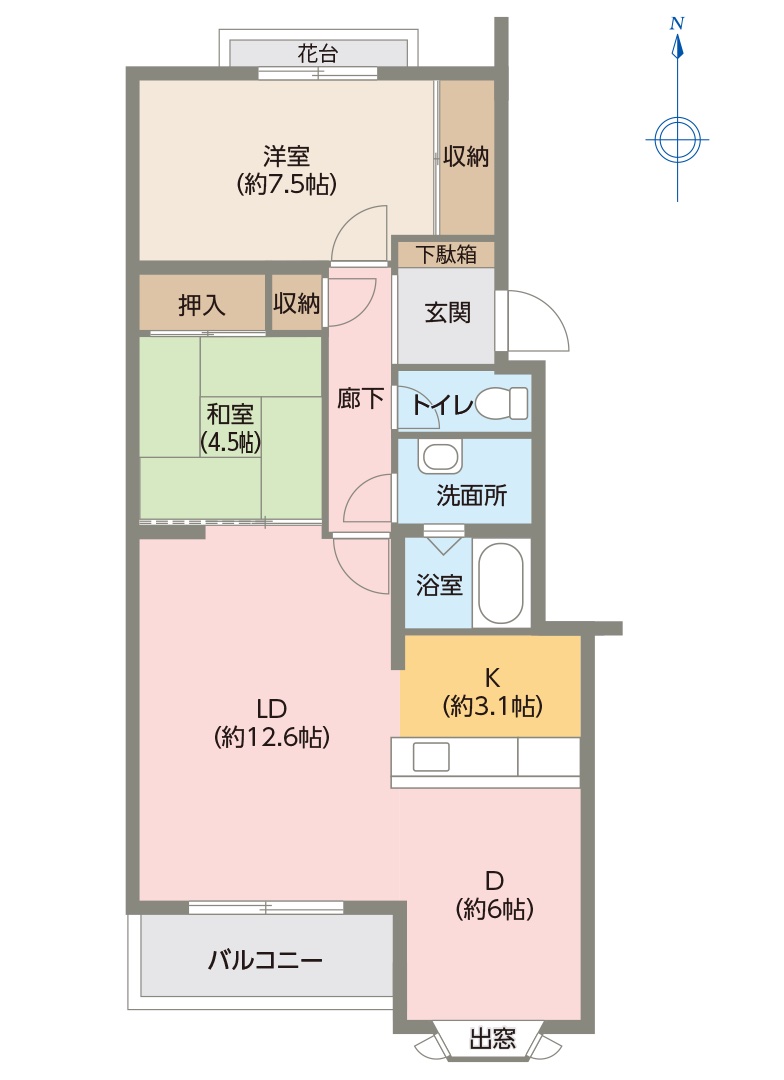 N
花台
洋室
(約7.5帖)
収納
下駄箱
玄関
押入
収納
廊下
トイレ
和室
(4.5帖)
洗面所
浴室
K
(約3.1帖)
LD
(約12.6帖)
D
(約6帖)
バルコニー
出窓